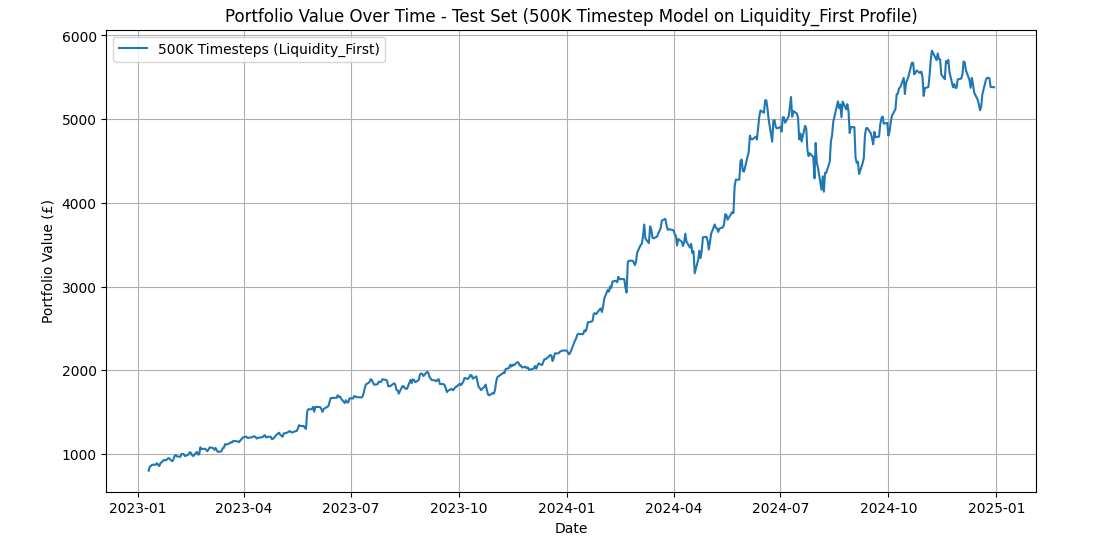 Portfolio Value Over Time - Test Set (500K Timestep Model on Liquidity_First Profile)
500K Timesteps (Liquidity_First)
Portfolio Value (£)
6000
5000
4000
3000
2000
1000
2023-01 2023-04 2023-07 2023-10 2024-01 2024-04 2024-07 2024-10 2025-01
Date